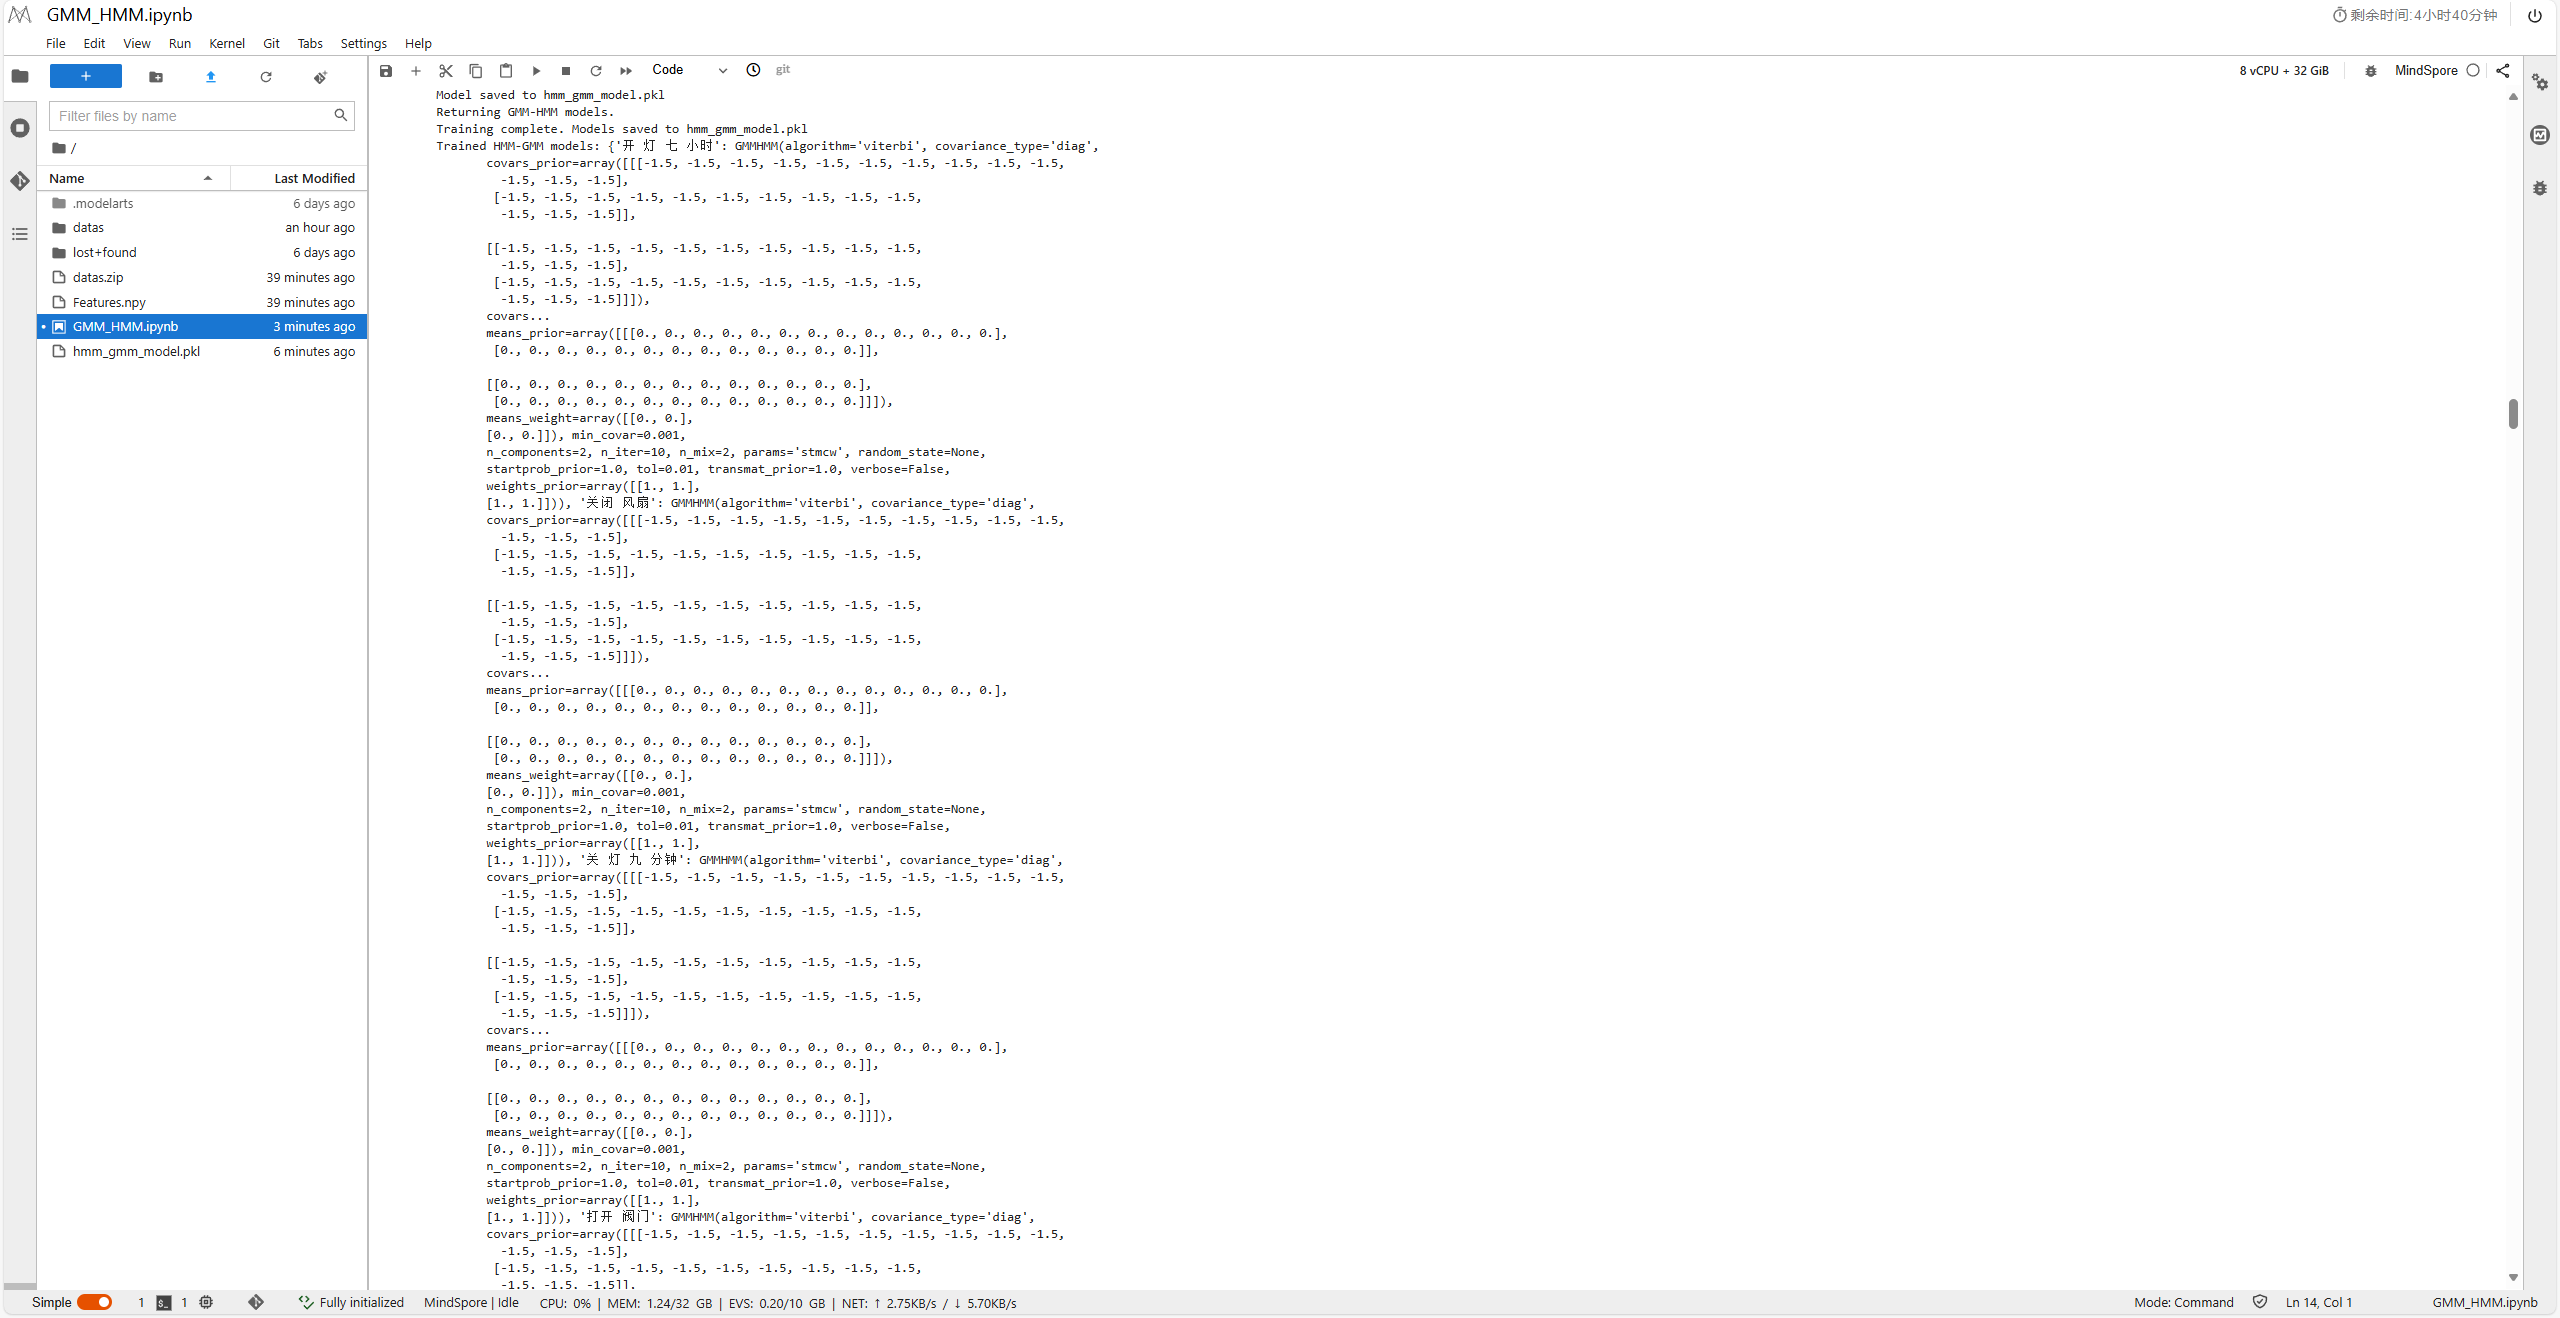 GMM_HMM.ipynb
剩余时间:4小时40分钟
File Edit View Run Kernel Git Tabs Settings Help
+
Code
git
8 vCPU + 32 GiB
MindSpore
Filter files by name
/
Name Last Modified
.modelarts 6 days ago
datas an hour ago
lost+found 6 days ago
datas.zip 39 minutes ago
Features.npy 39 minutes ago
GMM_HMM.ipynb 3 minutes ago
hmm_gmm_model.pkl 6 minutes ago
Model saved to hmm_gmm_model.pkl
Returning GMM-HMM models.
Training complete. Models saved to hmm_gmm_model.pkl
Trained HMM-GMM models: {'开 灯 七 小时': GMMHMM(algorithm='viterbi', covariance_type='diag',
covars_prior=array([[[-1.5, -1.5, -1.5, -1.5, -1.5, -1.5, -1.5, -1.5, -1.5, -1.5,
-1.5, -1.5, -1.5],
[-1.5, -1.5, -1.5, -1.5, -1.5, -1.5, -1.5, -1.5, -1.5, -1.5,
-1.5, -1.5, -1.5]],
[[-1.5, -1.5, -1.5, -1.5, -1.5, -1.5, -1.5, -1.5, -1.5, -1.5,
-1.5, -1.5, -1.5],
[-1.5, -1.5, -1.5, -1.5, -1.5, -1.5, -1.5, -1.5, -1.5, -1.5,
-1.5, -1.5, -1.5]]]),
covars...
means_prior=array([[[0., 0., 0., 0., 0., 0., 0., 0., 0., 0., 0., 0., 0.],
[0., 0., 0., 0., 0., 0., 0., 0., 0., 0., 0., 0., 0.]],
[[0., 0., 0., 0., 0., 0., 0., 0., 0., 0., 0., 0., 0.],
[0., 0., 0., 0., 0., 0., 0., 0., 0., 0., 0., 0., 0.]]]),
means_weight=array([[0., 0.],
[0., 0.]]), min_covar=0.001,
n_components=2, n_iter=10, n_mix=2, params='stmcw', random_state=None,
startprob_prior=1.0, tol=0.01, transmat_prior=1.0, verbose=False,
weights_prior=array([[1., 1.],
[1., 1.]])), '关闭 风扇': GMMHMM(algorithm='viterbi', covariance_type='diag',
covars_prior=array([[[-1.5, -1.5, -1.5, -1.5, -1.5, -1.5, -1.5, -1.5, -1.5, -1.5,
-1.5, -1.5, -1.5],
[-1.5, -1.5, -1.5, -1.5, -1.5, -1.5, -1.5, -1.5, -1.5, -1.5,
-1.5, -1.5, -1.5]],
[[-1.5, -1.5, -1.5, -1.5, -1.5, -1.5, -1.5, -1.5, -1.5, -1.5,
-1.5, -1.5, -1.5],
[-1.5, -1.5, -1.5, -1.5, -1.5, -1.5, -1.5, -1.5, -1.5, -1.5,
-1.5, -1.5, -1.5]]]),
covars...
means_prior=array([[[0., 0., 0., 0., 0., 0., 0., 0., 0., 0., 0., 0., 0.],
[0., 0., 0., 0., 0., 0., 0., 0., 0., 0., 0., 0., 0.]],
[[0., 0., 0., 0., 0., 0., 0., 0., 0., 0., 0., 0., 0.],
[0., 0., 0., 0., 0., 0., 0., 0., 0., 0., 0., 0., 0.]]]),
means_weight=array([[0., 0.],
[0., 0.]]), min_covar=0.001,
n_components=2, n_iter=10, n_mix=2, params='stmcw', random_state=None,
startprob_prior=1.0, tol=0.01, transmat_prior=1.0, verbose=False,
weights_prior=array([[1., 1.],
[1., 1.]])), '关 灯 九 分钟': GMMHMM(algorithm='viterbi', covariance_type='diag',
covars_prior=array([[[-1.5, -1.5, -1.5, -1.5, -1.5, -1.5, -1.5, -1.5, -1.5, -1.5,
-1.5, -1.5, -1.5],
[-1.5, -1.5, -1.5, -1.5, -1.5, -1.5, -1.5, -1.5, -1.5, -1.5,
-1.5, -1.5, -1.5]],
[[-1.5, -1.5, -1.5, -1.5, -1.5, -1.5, -1.5, -1.5, -1.5, -1.5,
-1.5, -1.5, -1.5],
[-1.5, -1.5, -1.5, -1.5, -1.5, -1.5, -1.5, -1.5, -1.5, -1.5,
-1.5, -1.5, -1.5]]]),
covars...
means_prior=array([[[0., 0., 0., 0., 0., 0., 0., 0., 0., 0., 0., 0., 0.],
[0., 0., 0., 0., 0., 0., 0., 0., 0., 0., 0., 0., 0.]],
[[0., 0., 0., 0., 0., 0., 0., 0., 0., 0., 0., 0., 0.],
[0., 0., 0., 0., 0., 0., 0., 0., 0., 0., 0., 0., 0.]]]),
means_weight=array([[0., 0.],
[0., 0.]]), min_covar=0.001,
n_components=2, n_iter=10, n_mix=2, params='stmcw', random_state=None,
startprob_prior=1.0, tol=0.01, transmat_prior=1.0, verbose=False,
weights_prior=array([[1., 1.],
[1., 1.]])), '打开 阀门': GMMHMM(algorithm='viterbi', covariance_type='diag',
covars_prior=array([[[-1.5, -1.5, -1.5, -1.5, -1.5, -1.5, -1.5, -1.5, -1.5, -1.5,
-1.5, -1.5, -1.5],
[-1.5, -1.5, -1.5, -1.5, -1.5, -1.5, -1.5, -1.5, -1.5, -1.5,
-1.5, -1.5, -1.5]],
Simple 1 1 Fully initialized MindSpore | Idle CPU: 0% | MEM: 1.24/32 GB | EVS: 0.20/10 GB | NET: ↑ 2.75KB/s / ↓ 5.70KB/s
Mode: Command Ln 14, Col 1 GMM_HMM.ipynb